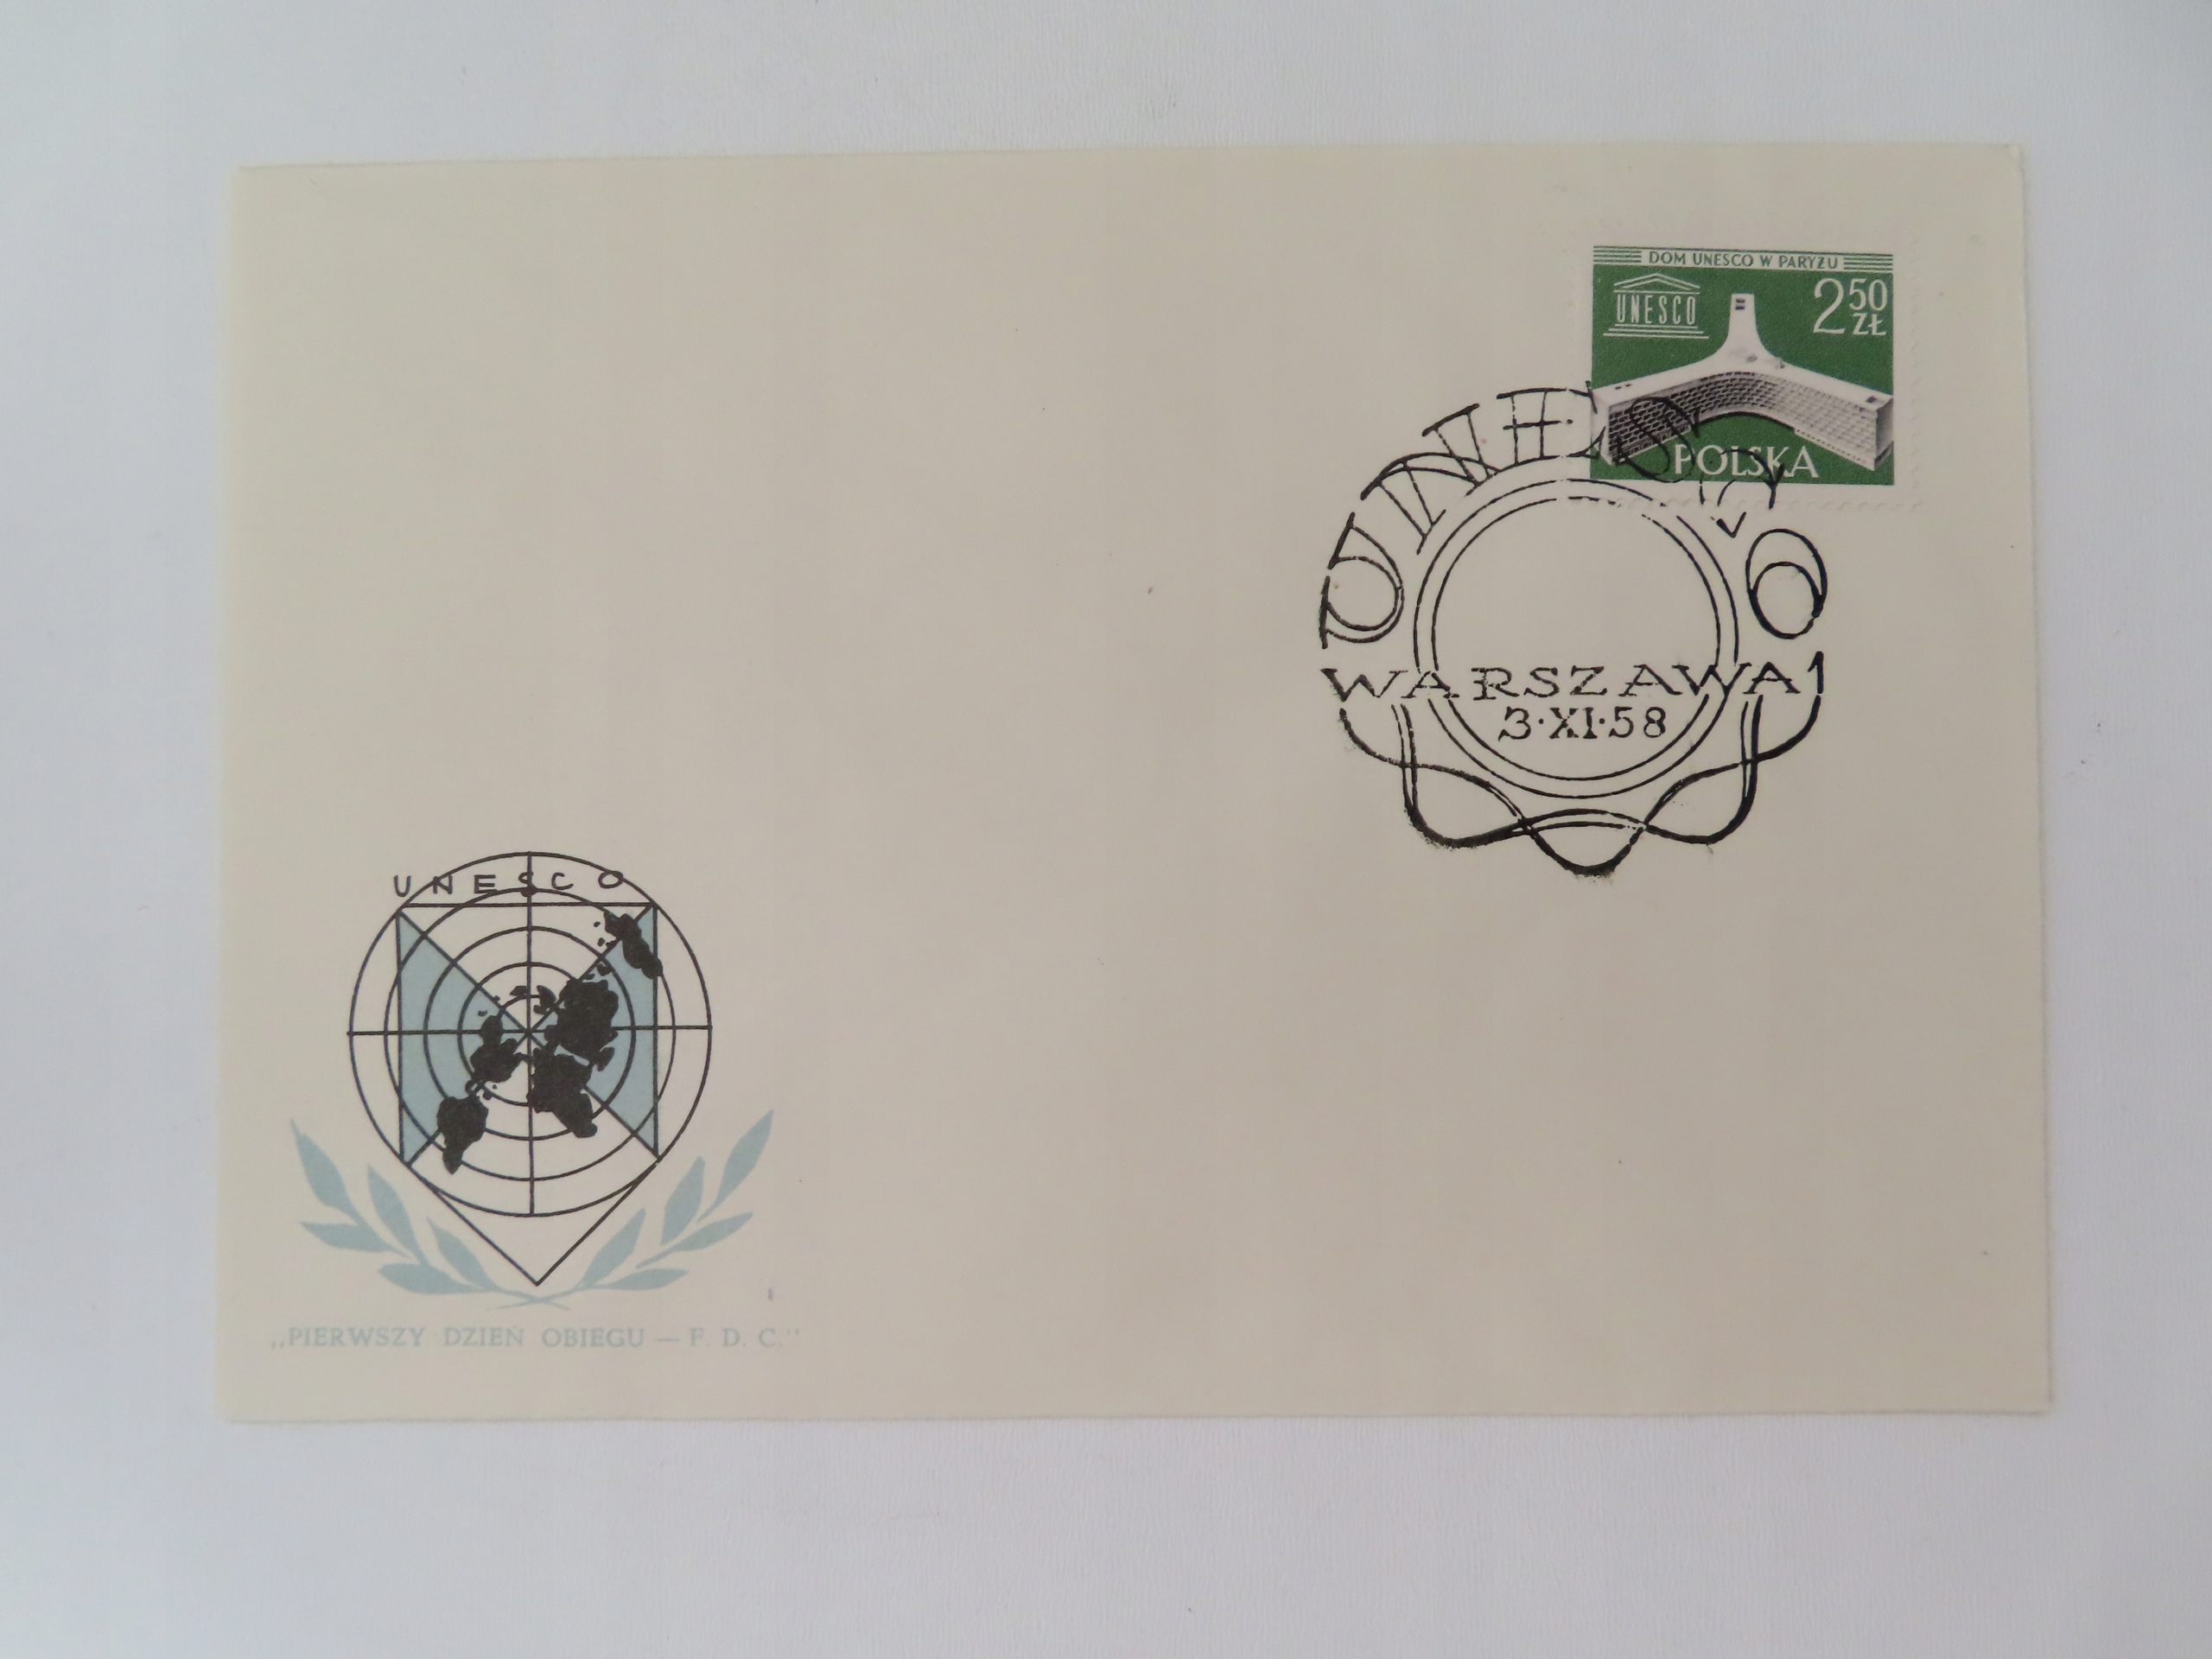 DOM UNESCO W PARYŻU
UNESCO
2 50 ZŁ
POLSKA
UNESCO
WARSZAWA 1
3·XI·58
UNESCO
„PIERWSZY DZIEŃ OBIEGU — F. D. C."